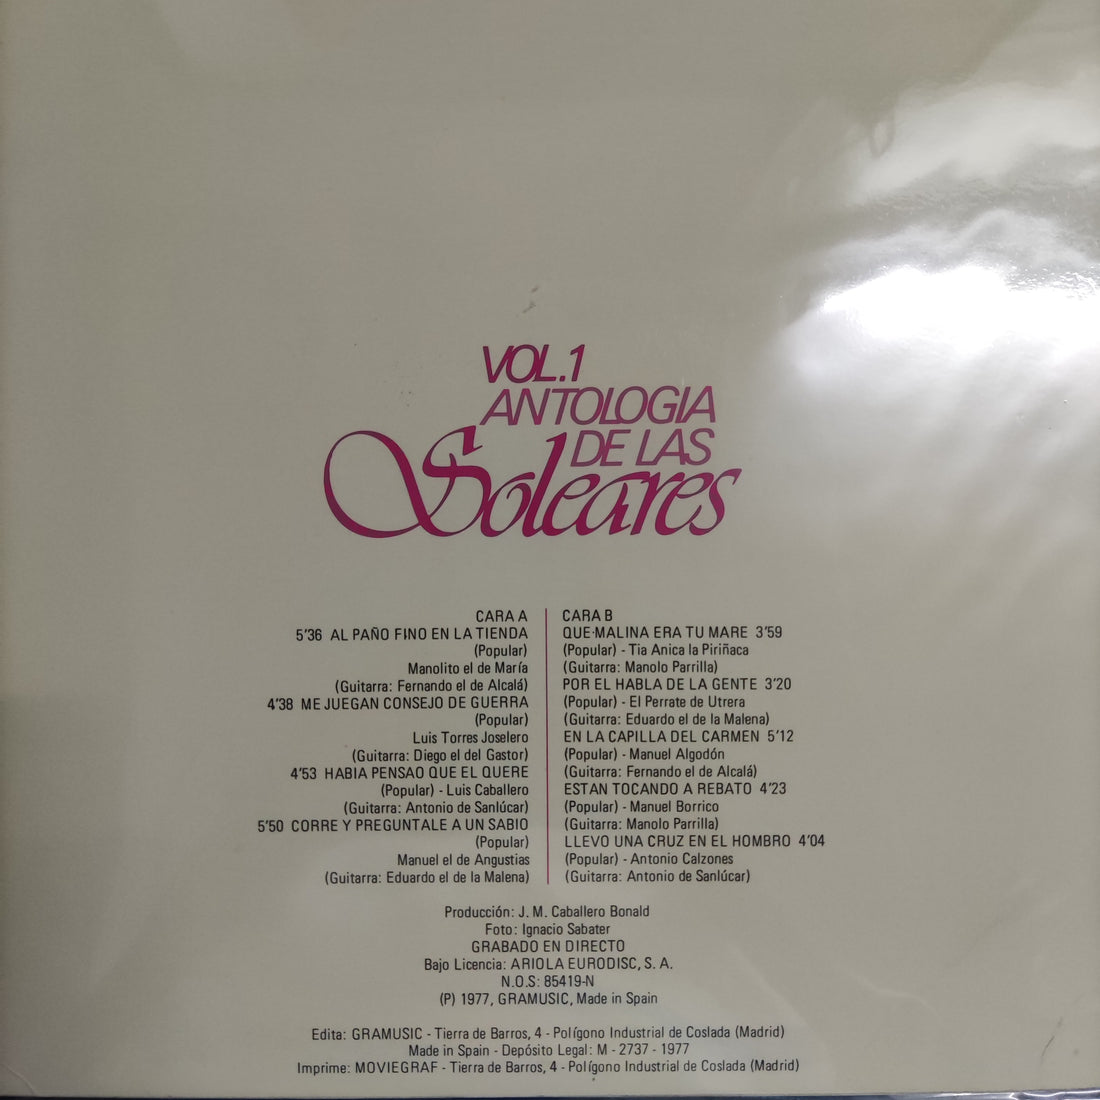 VOL.1
ANTOLOGIA
DE LAS
Soleares
CARA A
5'36 AL PAÑO FINO EN LA TIENDA
(Popular)
Manolito el de María
(Guitarra: Fernando el de Alcalá)
4'38 ME JUEGAN CONSEJO DE GUERRA
(Popular)
Luis Torres Joselero
(Guitarra: Diego el del Gastor)
4'53 HABIA PENSAO QUE EL QUERE
(Popular) - Luis Caballero
(Guitarra: Antonio de Sanlúcar)
5'50 CORRE Y PREGUNTALE A UN SABIO
(Popular)
Manuel el de Angustias
(Guitarra: Eduardo el de la Malena)
CARA B
QUE MALINA ERA TU MARE 3'59
(Popular) - Tia Anica la Piriñaca
(Guitarra: Manolo Parrilla)
POR EL HABLA DE LA GENTE 3'20
(Popular) - El Perrate de Utrera
(Guitarra: Eduardo el de la Malena)
EN LA CAPILLA DEL CARMEN 5'12
(Popular) - Manuel Algodón
(Guitarra: Fernando el de Alcalá)
ESTAN TOCANDO A REBATO 4'23
(Popular) - Manuel Borrico
(Guitarra: Manolo Parrilla)
LLEVO UNA CRUZ EN EL HOMBRO 4'04
(Popular) - Antonio Calzones
(Guitarra: Antonio de Sanlúcar)
Producción: J. M. Caballero Bonald
Foto: Ignacio Sabater
GRABADO EN DIRECTO
Bajo Licencia: ARIOLA EURODISC, S. A.
N.O.S: 85419-N
(P) 1977, GRAMUSIC, Made in Spain
Edita: GRAMUSIC - Tierra de Barros, 4 - Polígono Industrial de Coslada (Madrid)
Made in Spain - Depósito Legal: M - 2737 - 1977
Imprime: MOVIEGRAF - Tierra de Barros, 4 - Polígono Industrial de Coslada (Madrid)